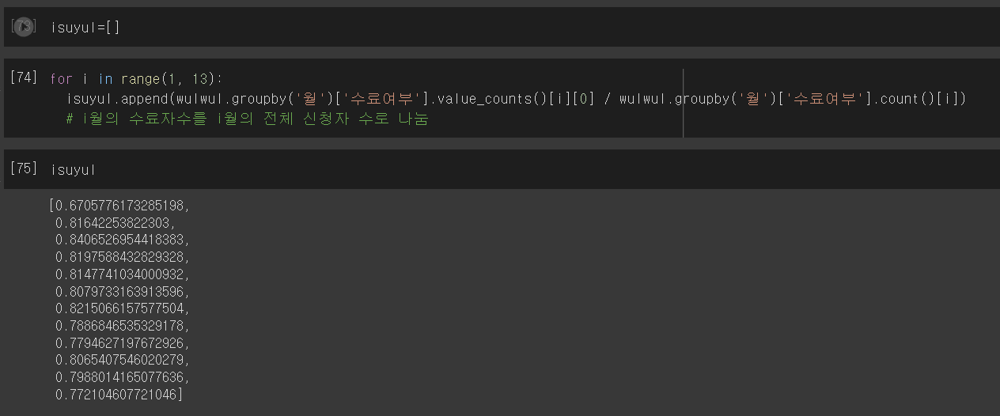 [73] isuyul=[]
[74] for i in range(1, 13):
isuyul.append(wulwul.groupby('월')['수료여부'].value_counts()[i][0] / wulwul.groupby('월')['수료여부'].count()[i])
# i월의 수료자수를 i월의 전체 신청자 수로 나눔
[75] isuyul
[0.6705776173285198,
0.81642253822303,
0.8406526954418383,
0.8197588432829328,
0.8147741034000932,
0.8079733163913596,
0.8215066157577504,
0.7886846535329178,
0.7794627197672926,
0.8065407546020279,
0.7988014165077636,
0.772104607721046]